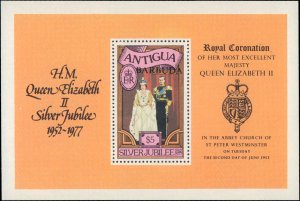 H.M.
Queen Elizabeth
II
Silver Jubilee
1952-1977
ANTIGUA
BARBUDA
$5
SILVER JUBILEE
Royal Coronation
OF HER MOST EXCELLENT
MAJESTY
QUEEN ELIZABETH II
IN THE ABBEY CHURCH OF
ST PETER WESTMINSTER
ON TUESDAY
THE SECOND DAY OF JUNE 1953